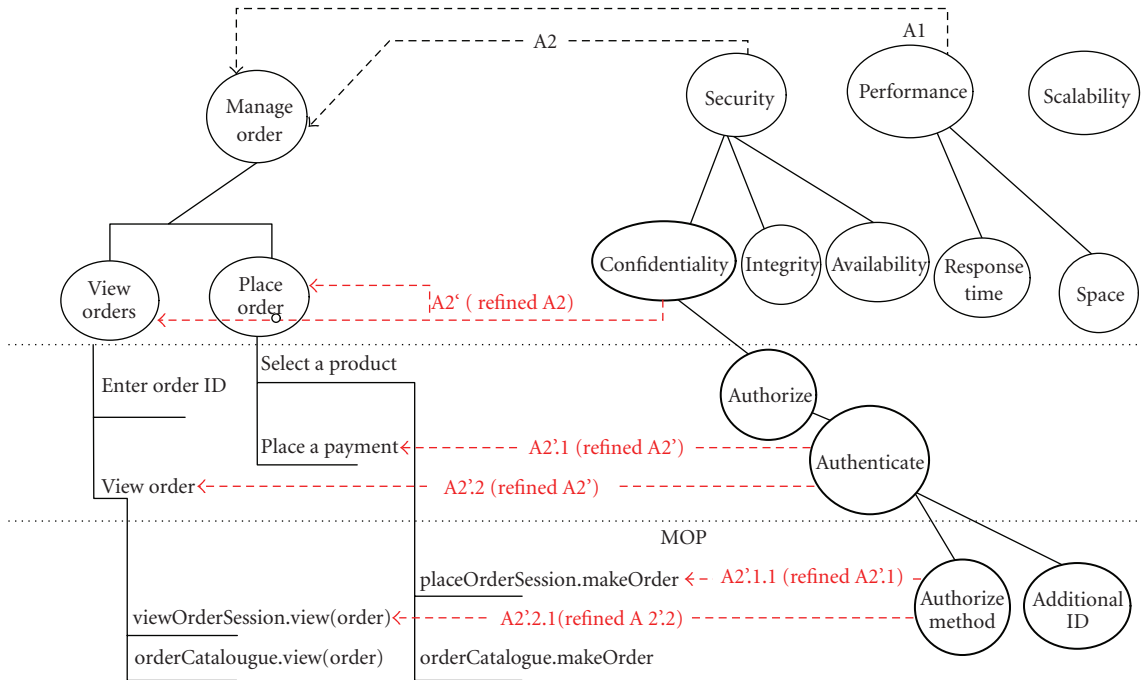 A1
A2
Manage
order
Security
Performance
Scalability
View
orders
Place
order
A2‘ ( refined A2)
Confidentiality
Integrity
Availability
Response
time
Space
Enter order ID
Select a product
Authorize
Place a payment
A2'.1 (refined A2')
Authenticate
View order
A2'.2 (refined A2')
MOP
placeOrderSession.makeOrder
A2'.1.1 (refined A2'.1)
Authorize
method
Additional
ID
viewOrderSession.view(order)
A2'.2.1(refined A 2'.2)
orderCatalougue.view(order)
orderCatalogue.makeOrder